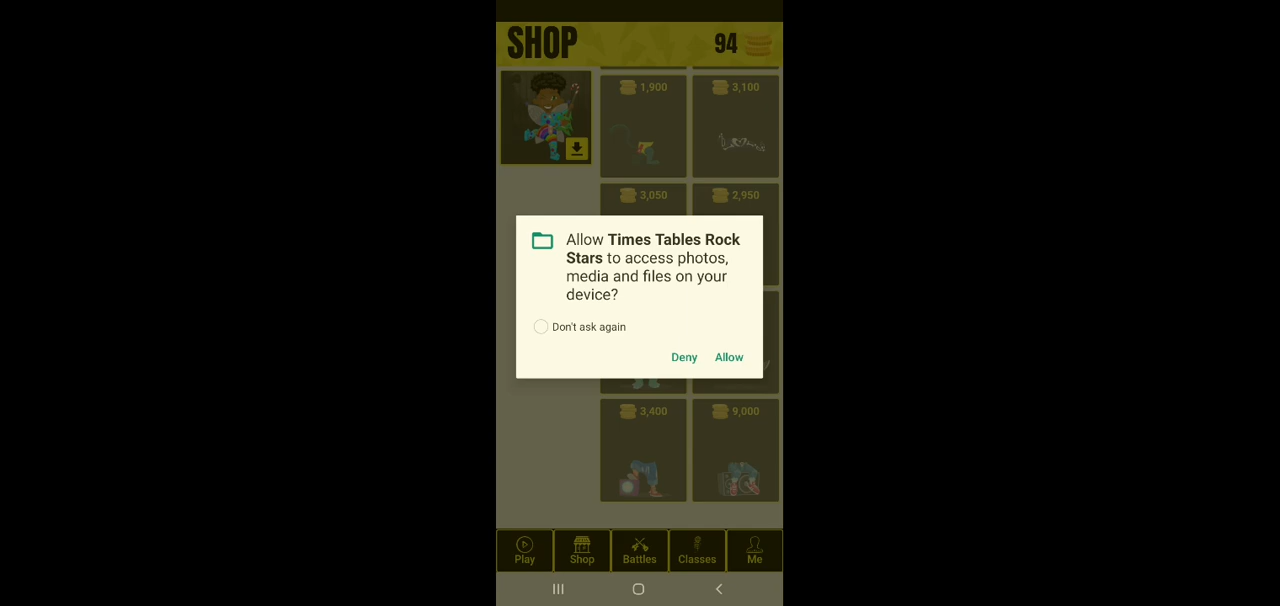 SHOP 94
1,900 3,100
3,050 2,950
Allow Times Tables Rock
Stars to access photos,
media and files on your
device?
Don't ask again
Deny Allow
3,400 9,000
Play Shop Battles Classes Me